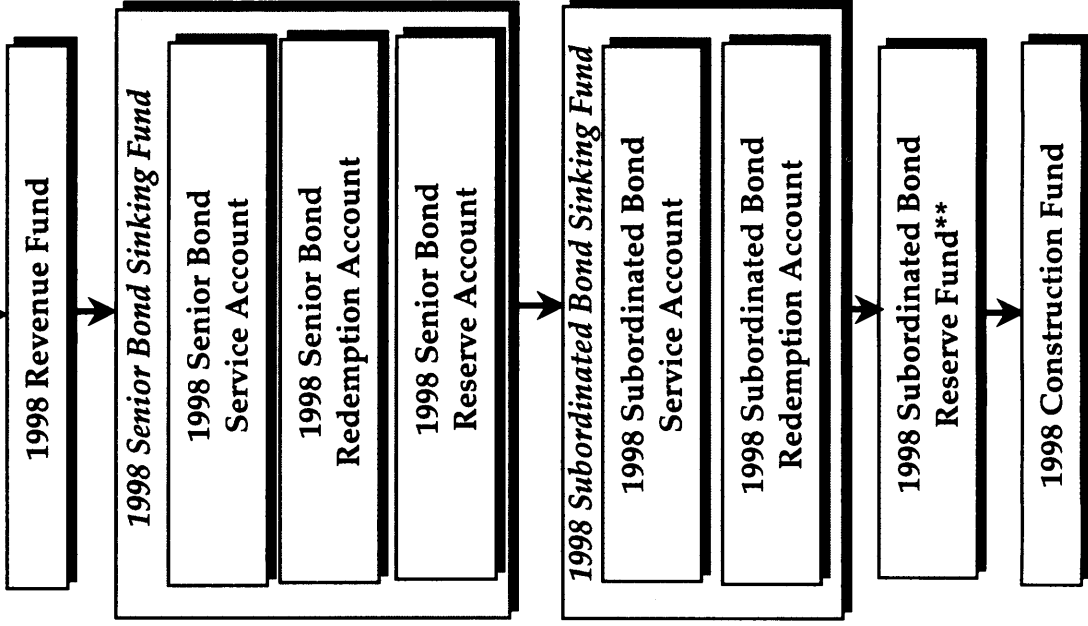 1998 Revenue Fund
1998 Senior Bond Sinking Fund
1998 Senior Bond
Service Account
1998 Senior Bond
Redemption Account
1998 Senior Bond
Reserve Account
1998 Subordinated Bond Sinking Fund
1998 Subordinated Bond
Service Account
1998 Subordinated Bond
Redemption Account
1998 Subordinated Bond
Reserve Fund**
1998 Construction Fund